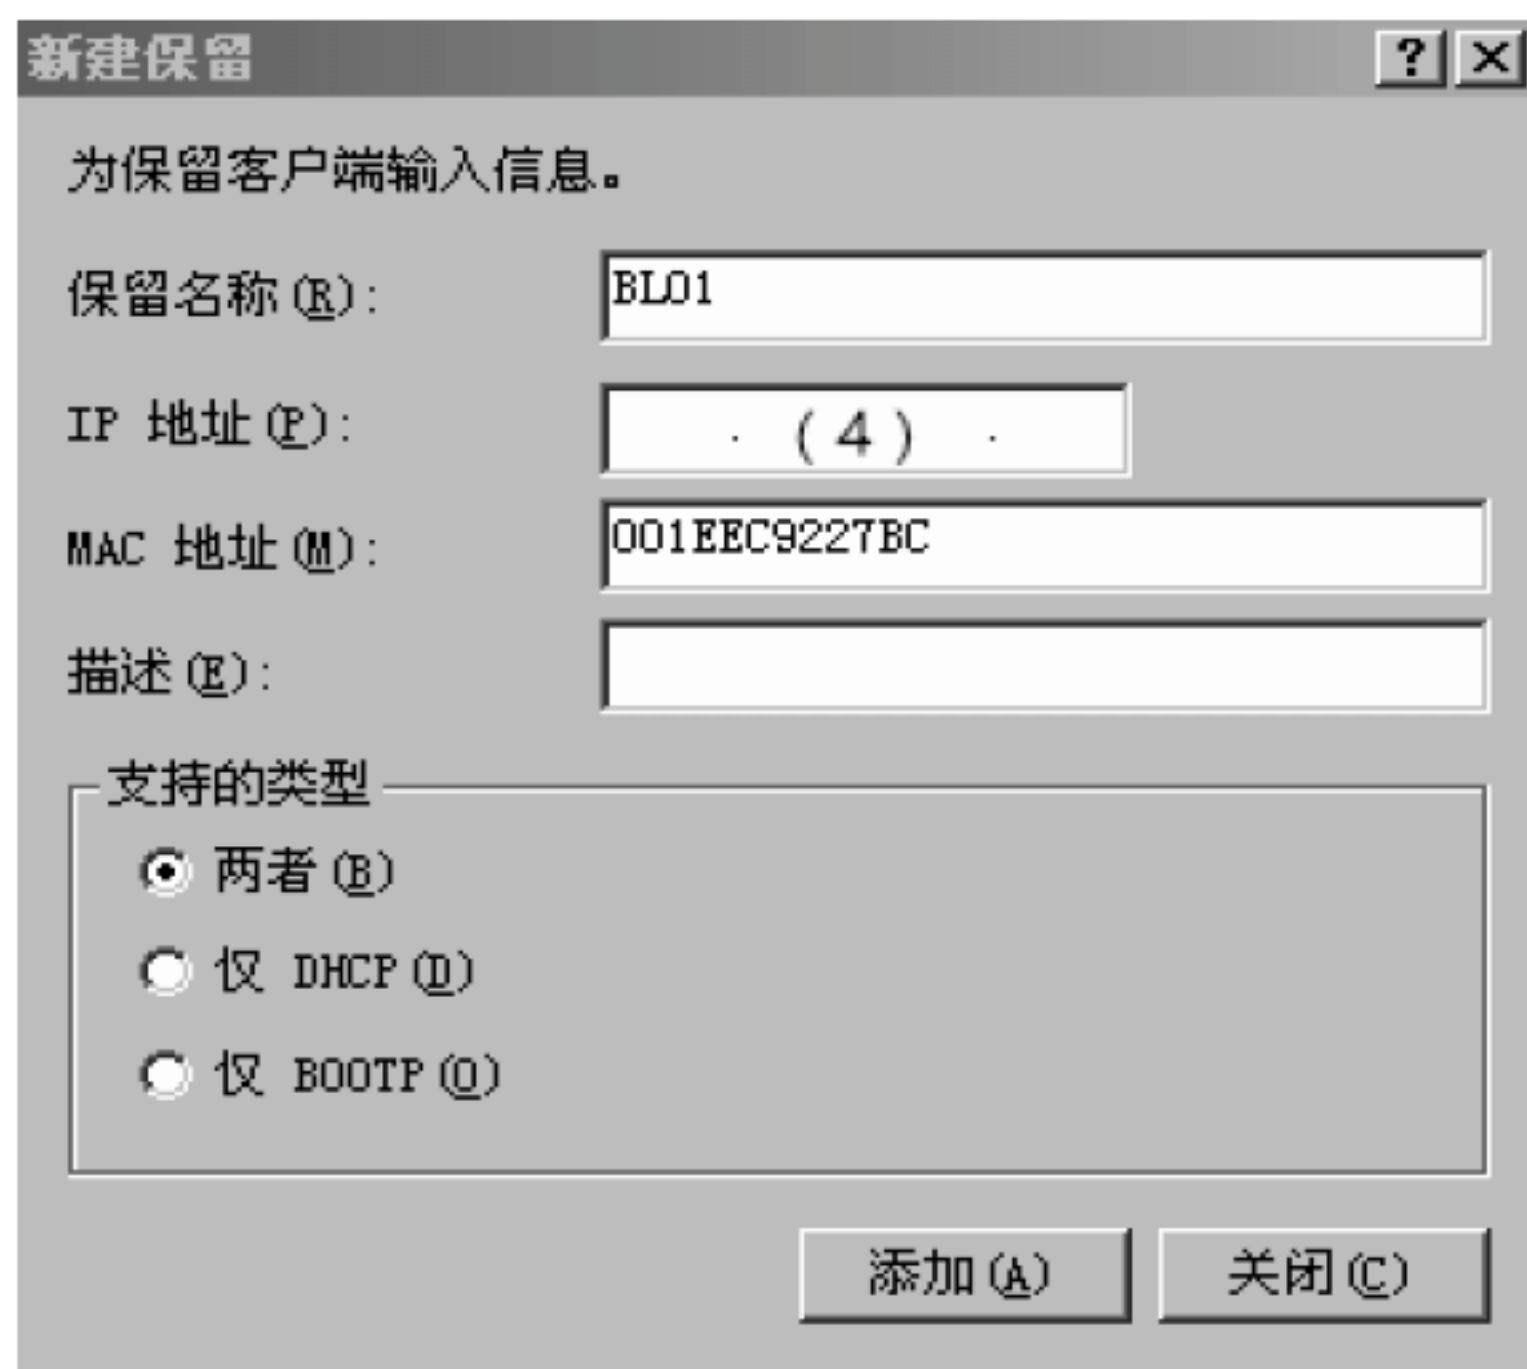 新建保留
为保留客户端输入信息。
保留名称(R): BL01
IP 地址(P): . (4) .
MAC 地址(M): 001EEC9227BC
描述(E):
支持的类型
两者(B)
仅 DHCP(D)
仅 BOOTP(O)
添加(A) 关闭(C)